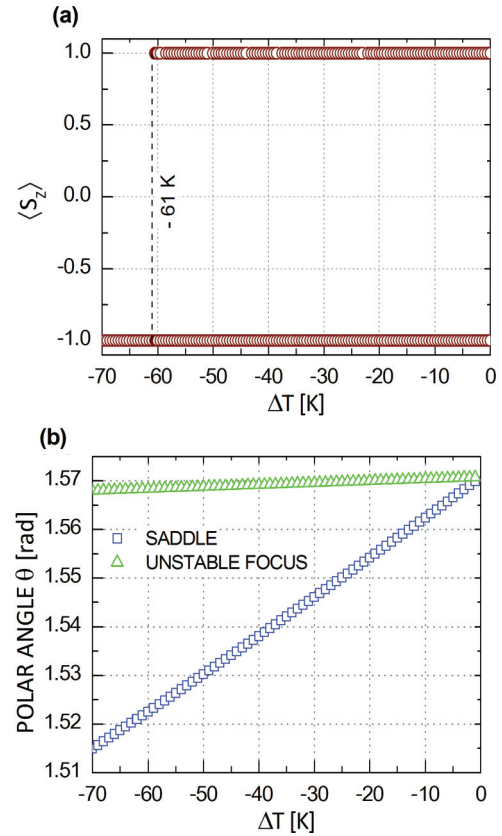 (a)
1.0
0.5
0.0
-0.5
-1.0
⟨S_Z⟩
- 61 K
-70 -60 -50 -40 -30 -20 -10 0
ΔT [K]
(b)
1.57
1.56
1.55
1.54
1.53
1.52
1.51
POLAR ANGLE θ [rad]
SADDLE
UNSTABLE FOCUS
-70 -60 -50 -40 -30 -20 -10 0
ΔT [K]